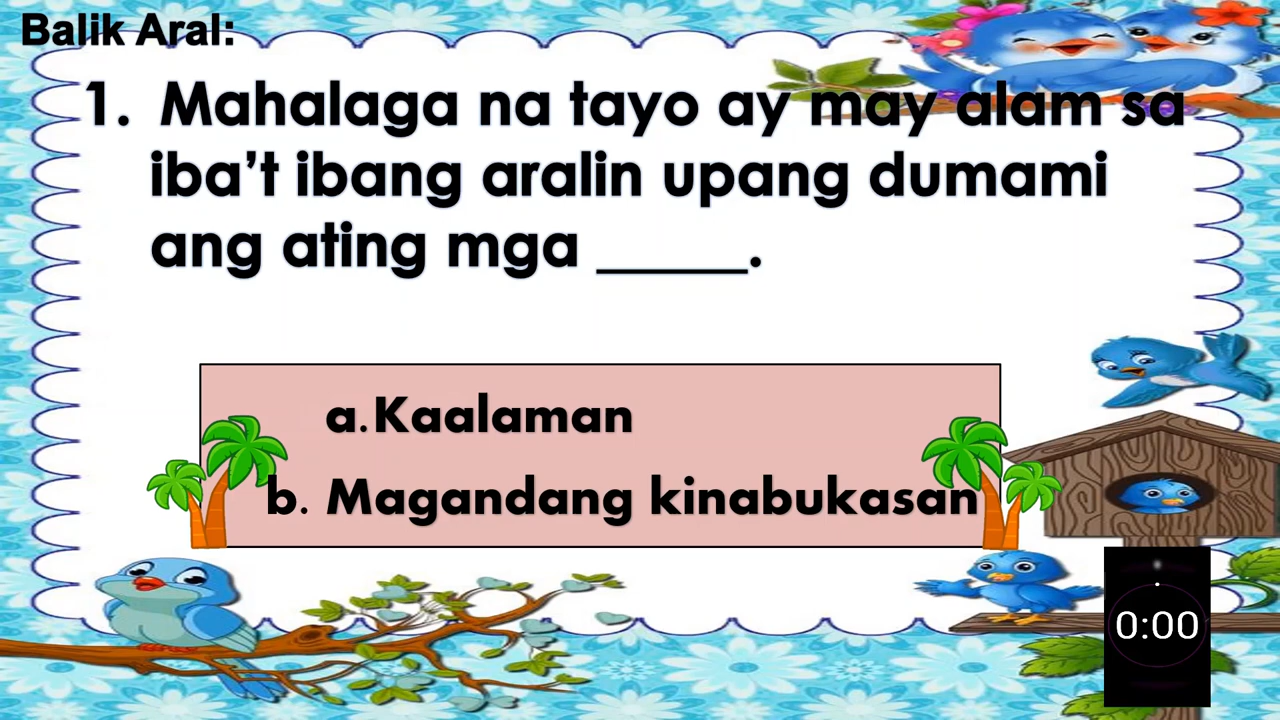 Balik Aral:
1. Mahalaga na tayo ay may alam sa
iba’t ibang aralin upang dumami
ang ating mga _____.
a.Kaalaman
b. Magandang kinabukasan
0:00